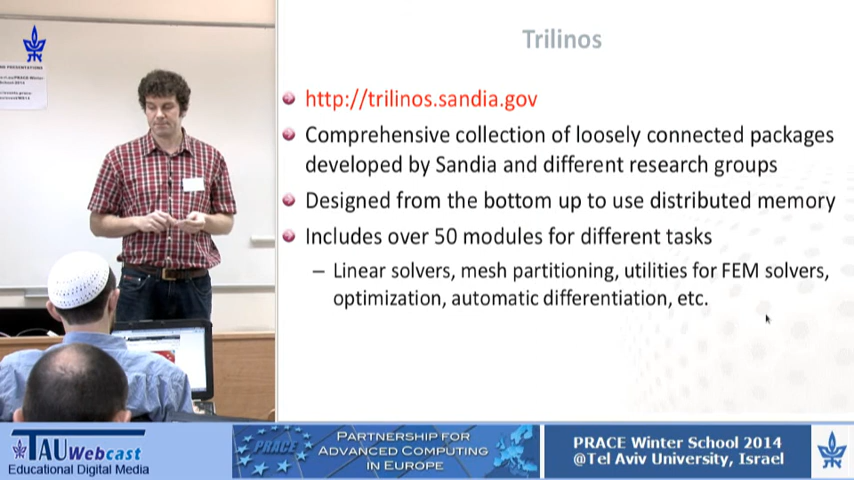 Trilinos
http://trilinos.sandia.gov
Comprehensive collection of loosely connected packages
developed by Sandia and different research groups
Designed from the bottom up to use distributed memory
Includes over 50 modules for different tasks
– Linear solvers, mesh partitioning, utilities for FEM solvers,
optimization, automatic differentiation, etc.
TAUWebcast
Educational Digital Media
PRACE
PARTNERSHIP FOR
ADVANCED COMPUTING
IN EUROPE
PRACE Winter School 2014
@Tel Aviv University, Israel